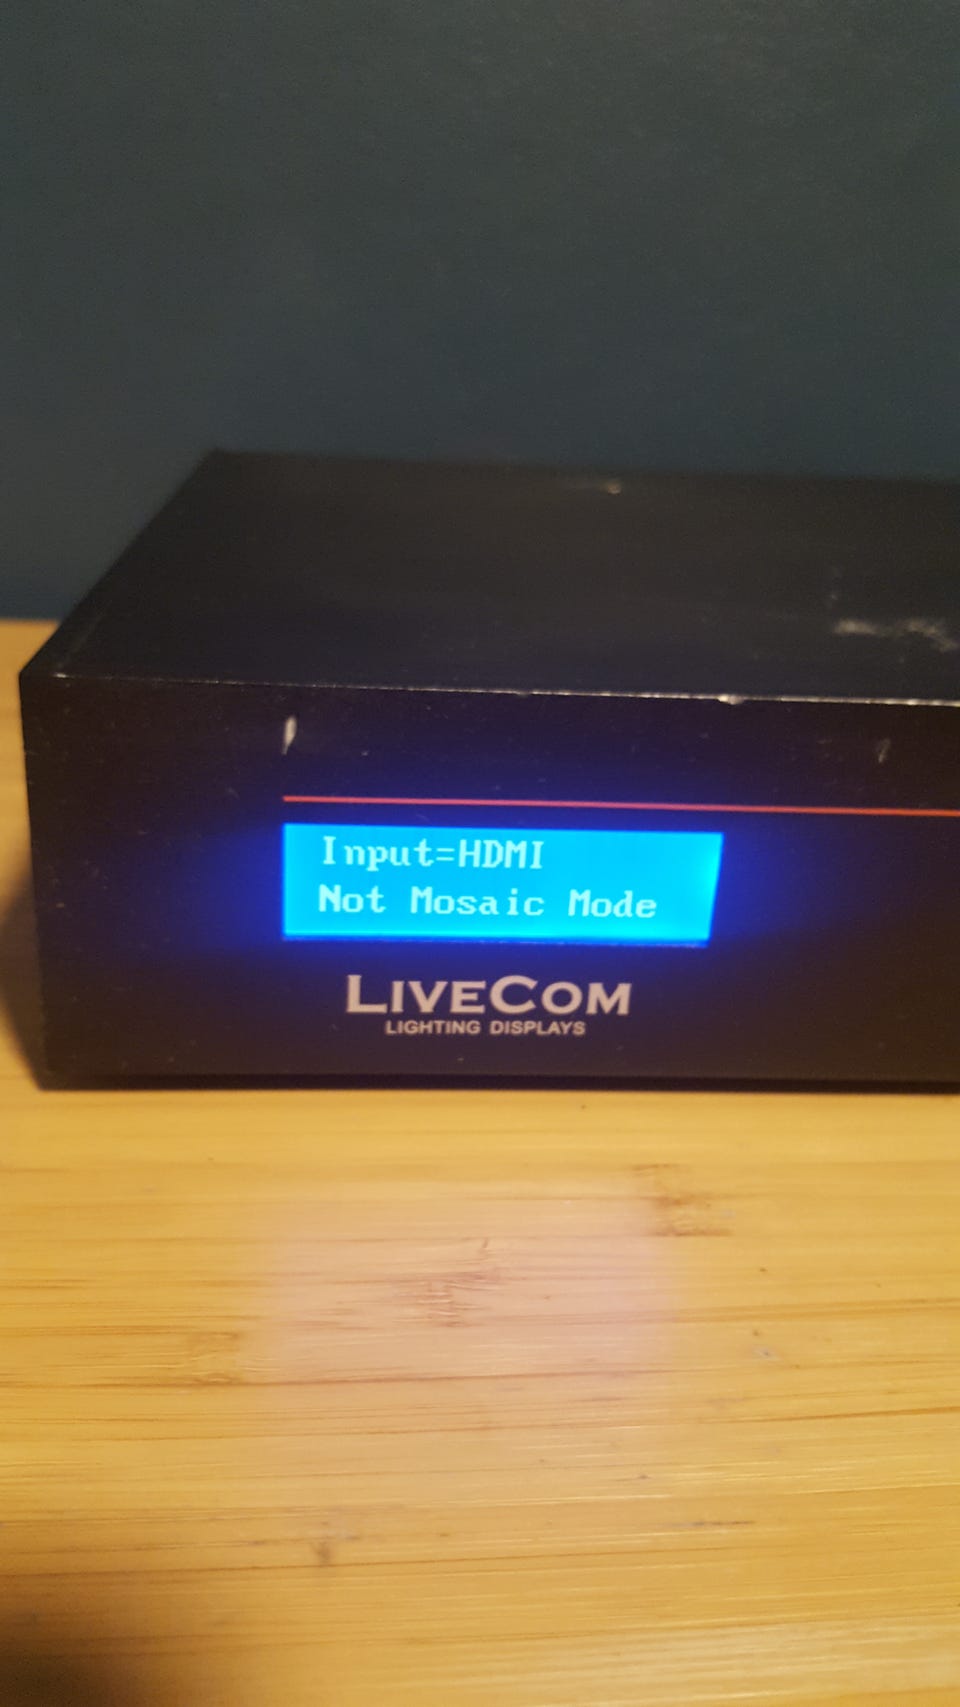 Input=HDMI
Not Mosaic Mode
LIVECOM
LIGHTING DISPLAYS